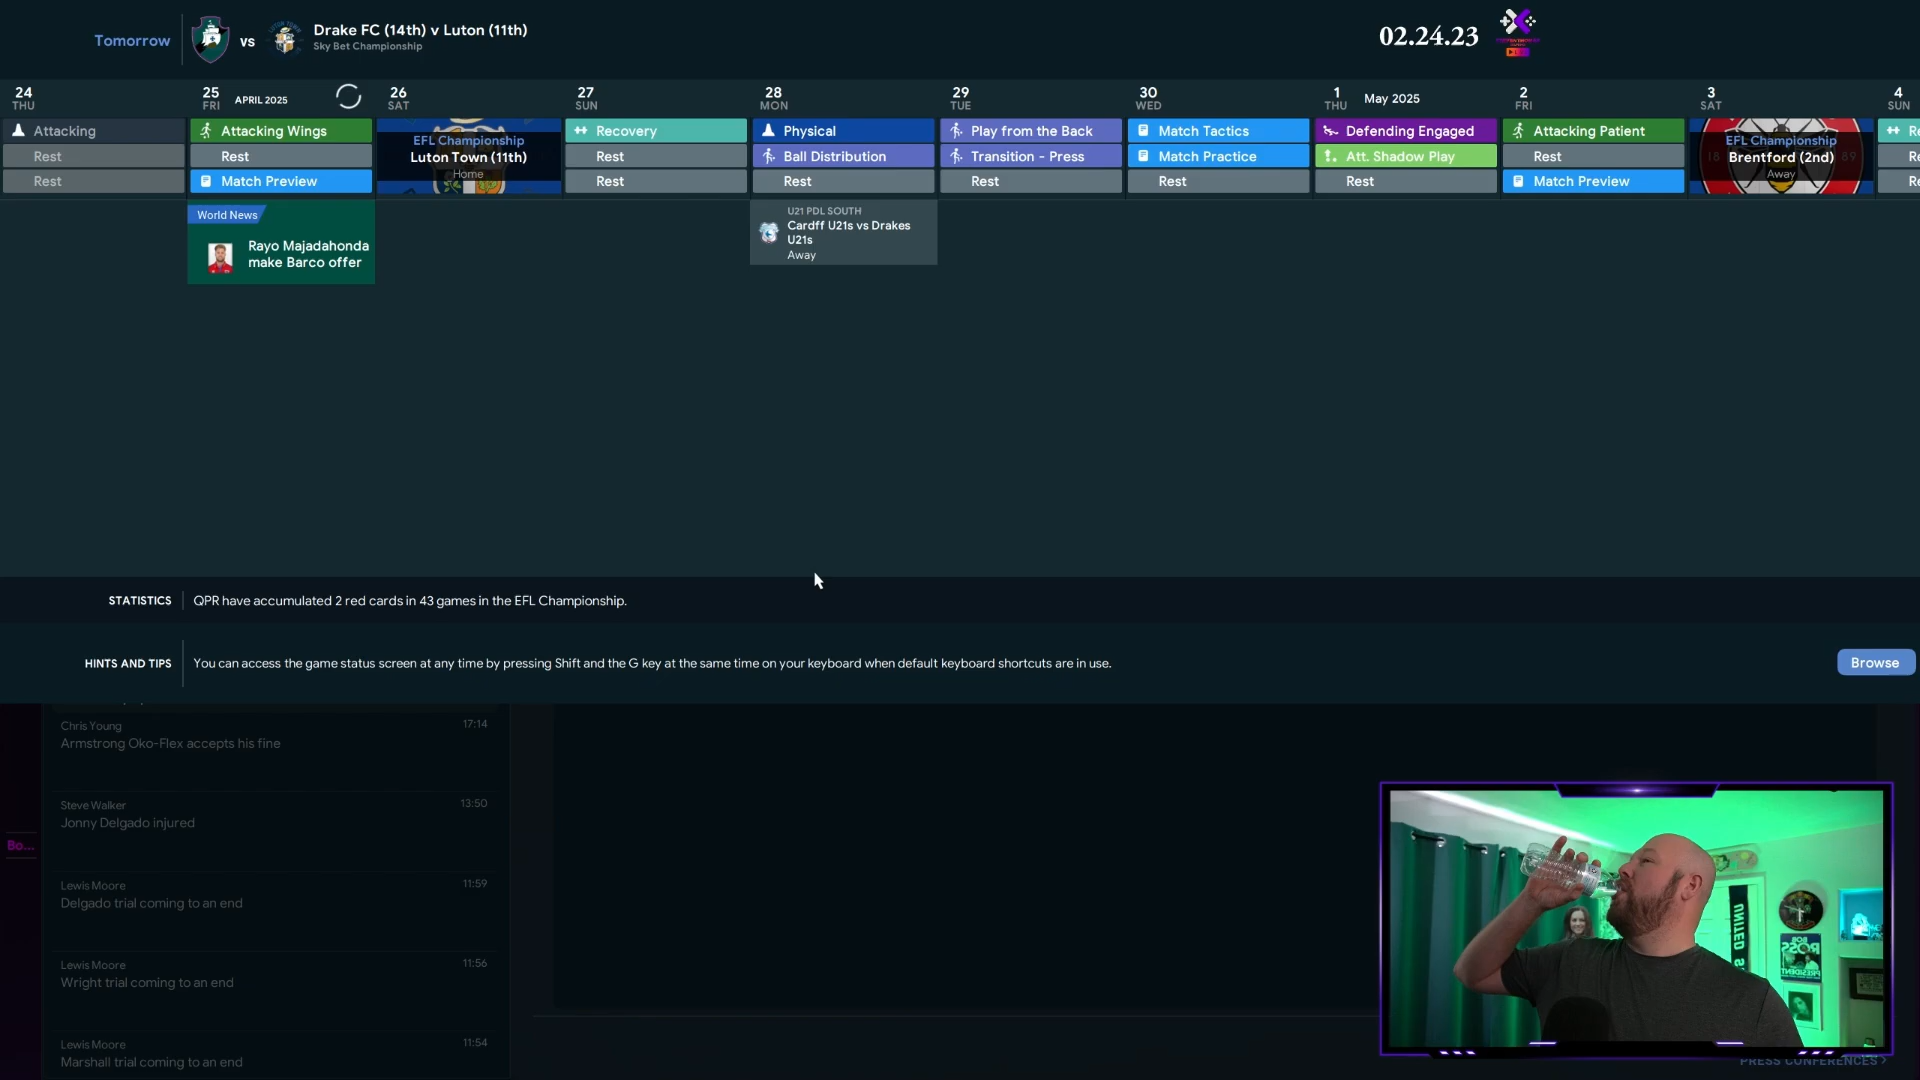 Tomorrow
vs
Drake FC (14th) v Luton (11th)
Sky Bet Championship
02.24.23
24
THU
25
FRI
APRIL 2025
26
SAT
27
SUN
28
MON
29
TUE
30
WED
1
THU
May 2025
2
FRI
3
SAT
4
SUN
Attacking
Rest
Rest
Attacking Wings
Rest
Match Preview
EFL Championship
Luton Town (11th)
Home
Recovery
Rest
Rest
Physical
Ball Distribution
Rest
Play from the Back
Transition - Press
Rest
Match Tactics
Match Practice
Rest
Defending Engaged
Att. Shadow Play
Rest
Attacking Patient
Rest
Match Preview
EFL Championship
Brentford (2nd)
Away
World News
Rayo Majadahonda
make Barco offer
U21 PDL SOUTH
Cardff U21s vs Drakes
U21s
Away
STATISTICS
QPR have accumulated 2 red cards in 43 games in the EFL Championship.
HINTS AND TIPS
You can access the game status screen at any time by pressing Shift and the G key at the same time on your keyboard when default keyboard shortcuts are in use.
Browse
Chris Young
17:14
Armstrong Oko-Flex accepts his fine
Steve Walker
13:50
Jonny Delgado injured
Bo...
Lewis Moore
11:59
Delgado trial coming to an end
Lewis Moore
11:56
Wright trial coming to an end
Lewis Moore
11:54
Marshall trial coming to an end
UNITED S
BOB
ROSS
PRESIDENT
PRESS CONFERENCES >